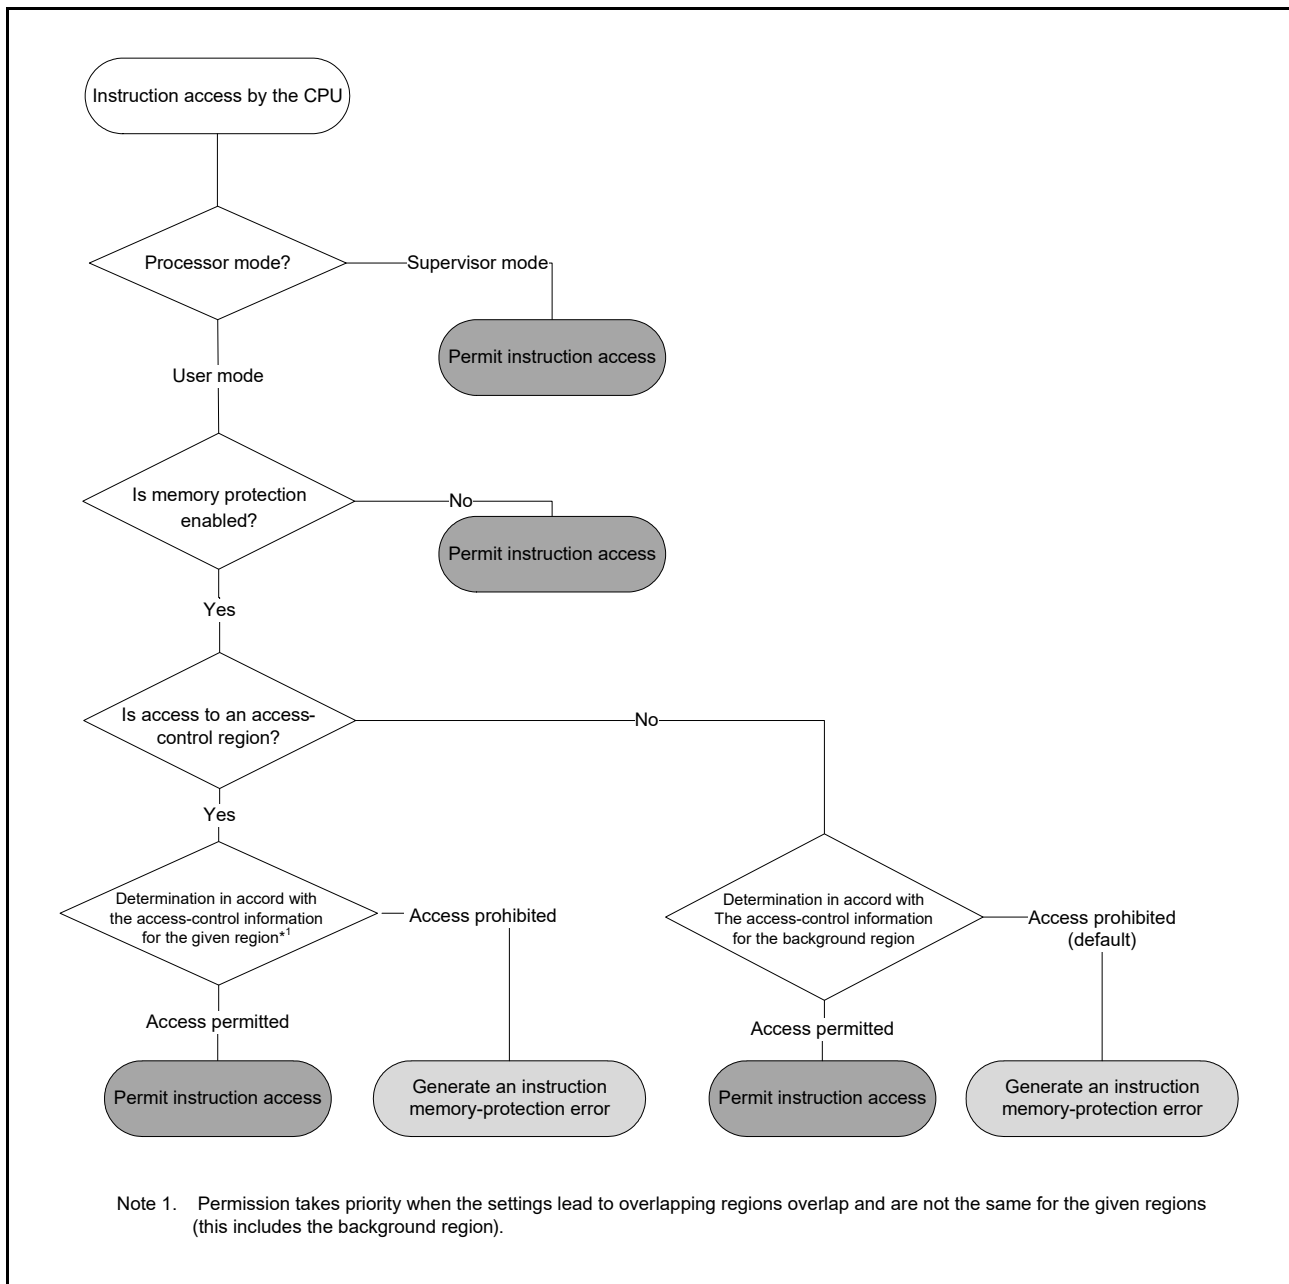 Instruction access by the CPU
Processor mode?
Supervisor mode
Permit instruction access
User mode
Is memory protection
enabled?
No
Permit instruction access
Yes
Is access to an access-
control region?
No
Yes
Determination in accord with
the access-control information
for the given region*1
Access prohibited
Determination in accord with
The access-control information
for the background region
Access prohibited
(default)
Access permitted
Access permitted
Permit instruction access
Generate an instruction
memory-protection error
Permit instruction access
Generate an instruction
memory-protection error
Note 1. Permission takes priority when the settings lead to overlapping regions overlap and are not the same for the given regions
(this includes the background region).